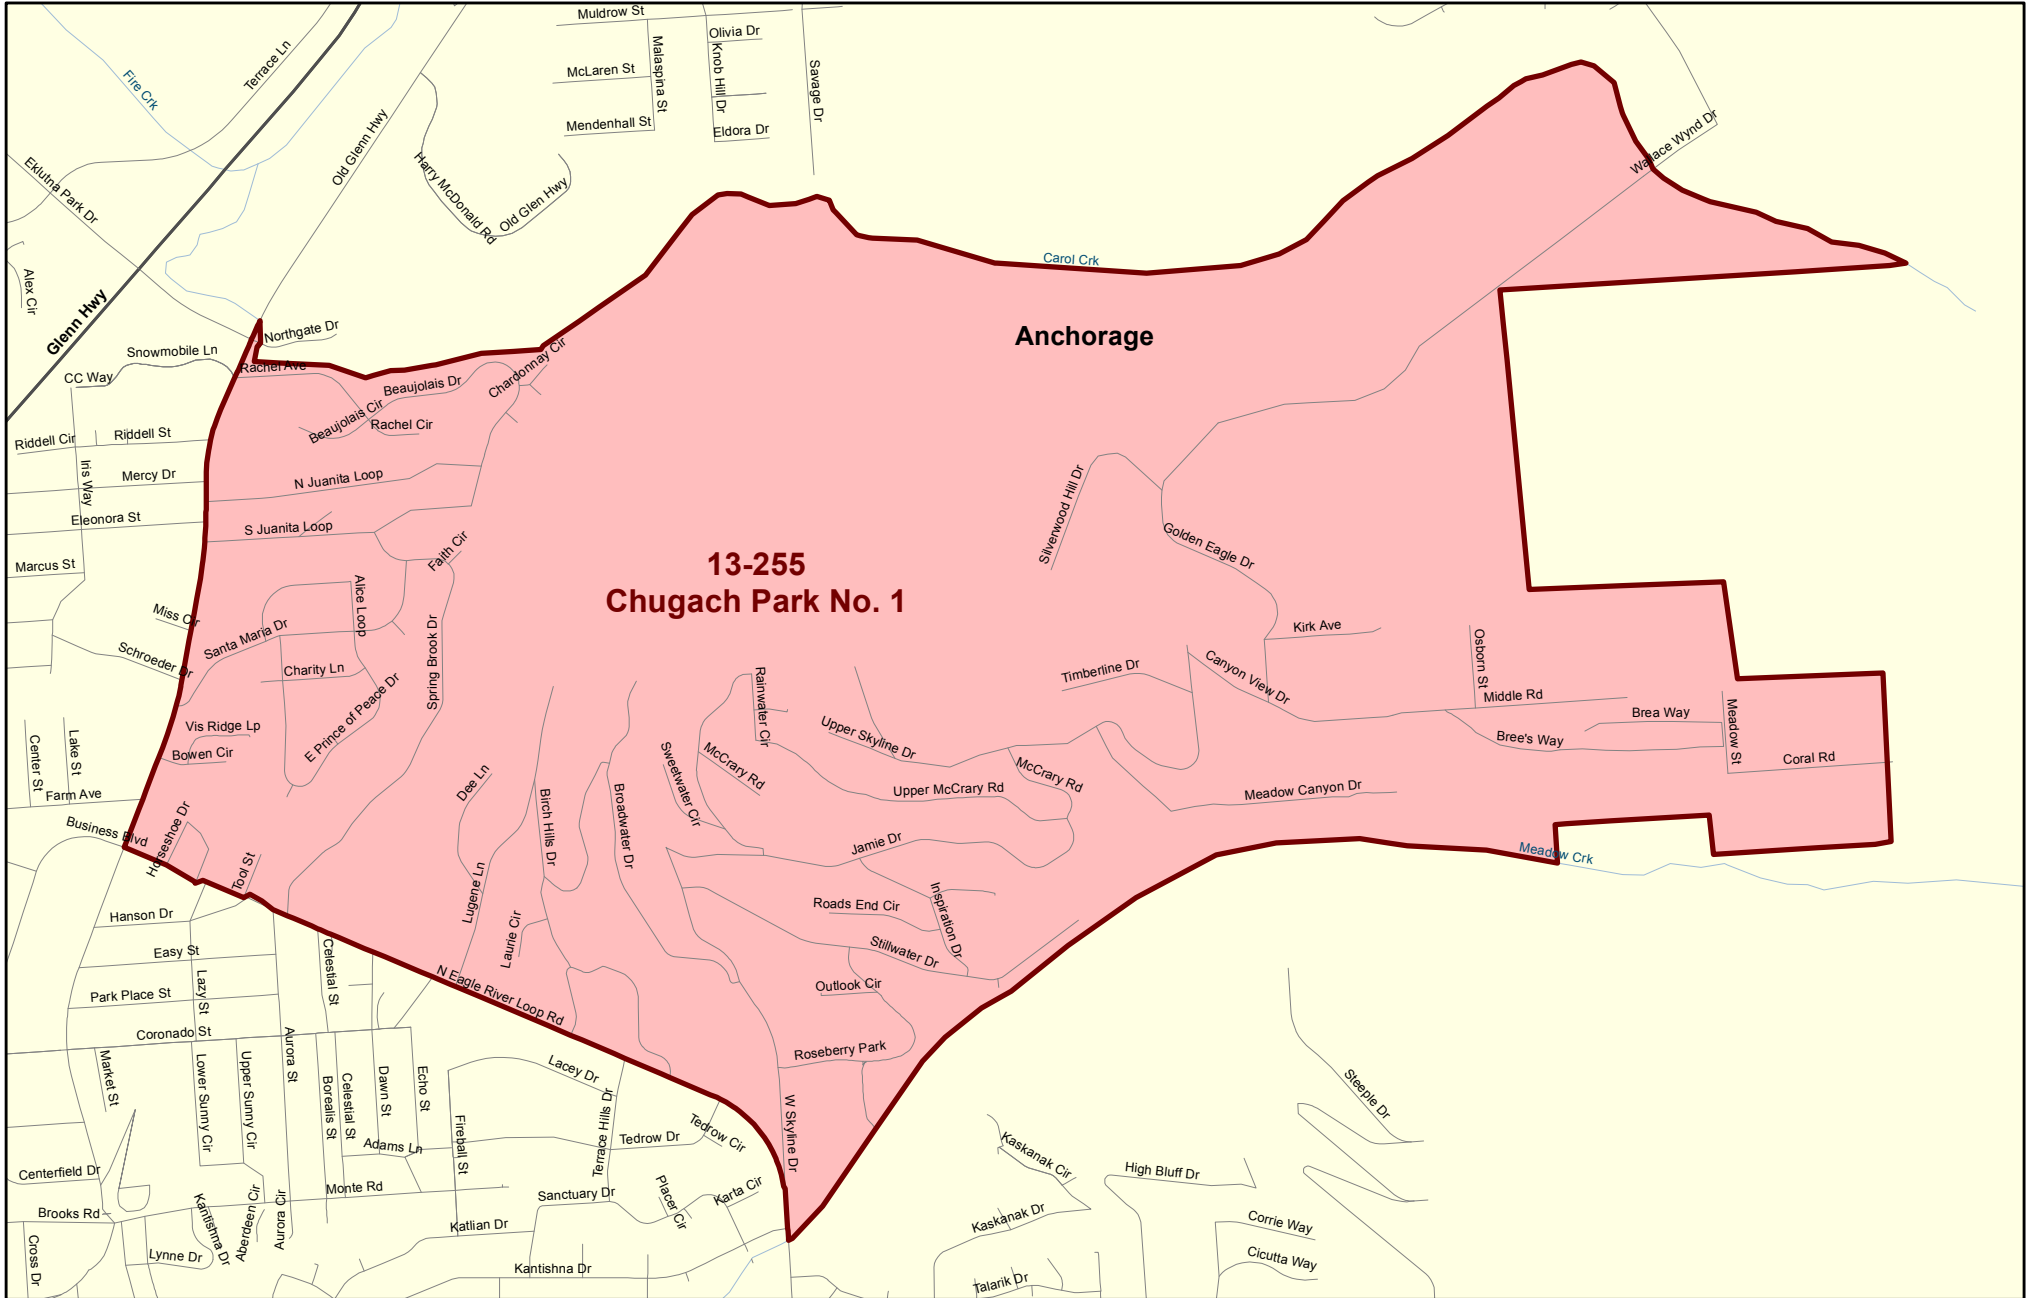 Muldrow St
Olivia Dr
Terrace Ln
Malaspina St
Knob Hill Dr
Savage Dr
McLaren St
Fire Crk
Mendenhall St
Eldora Dr
Old Glenn Hwy
Wallace Wynd Dr
Eklutna Park Dr
Harry McDonald Rd
Old Glen Hwy
Carol Crk
Alex Cir
Glenn Hwy
Northgate Dr
Anchorage
Snowmobile Ln
Rachel Ave
CC Way
Beaujolais Dr
Chardonnay Cir
Beaujolais Cir
Rachel Cir
Riddell Cir
Riddell St
Iris Way
Mercy Dr
N Juanita Loop
Eleonora St
S Juanita Loop
Silverwood Hill Dr
Golden Eagle Dr
Faith Cir
Marcus St
13-255
Chugach Park No. 1
Alice Loop
Miss Cir
Santa Maria Dr
Kirk Ave
Osborn St
Schroeder Dr
Charity Ln
Spring Brook Dr
Rainwater Cir
Timberline Dr
Canyon View Dr
Middle Rd
E Prince of Peace Dr
Brea Way
Meadow St
Vis Ridge Lp
Upper Skyline Dr
Bree's Way
Center St
Lake St
Bowen Cir
Sweetwater Cir
McCrary Rd
McCrary Rd
Coral Rd
Dee Ln
Upper McCrary Rd
Meadow Canyon Dr
Farm Ave
Birch Hills Dr
Broadwater Dr
Business Blvd
Horseshoe Dr
Jamie Dr
Meadow Crk
Tool St
Lugene Ln
Inspiration Dr
Roads End Cir
Hanson Dr
Laurie Cir
Easy St
Celestial St
Stillwater Dr
N Eagle River Loop Rd
Outlook Cir
Park Place St
Lazy St
Coronado St
Aurora St
Roseberry Park
Market St
Lower Sunny Cir
Upper Sunny Cir
Borealis St
Celestial St
Dawn St
Echo St
Lacey Dr
Steeple Dr
Fireball St
Terrace Hills Dr
W Skyline Dr
Adams Ln
Tedrow Dr
Tedrow Cir
Kaskanak Cir
Centerfield Dr
High Bluff Dr
Monte Rd
Sanctuary Dr
Placer Cir
Karta Cir
Brooks Rd
Kantishna Dr
Aberdeen Cir
Aurora Cir
Katlian Dr
Kaskanak Dr
Corrie Way
Cross Dr
Lynne Dr
Kantishna Dr
Cicutta Way
Talarik Dr